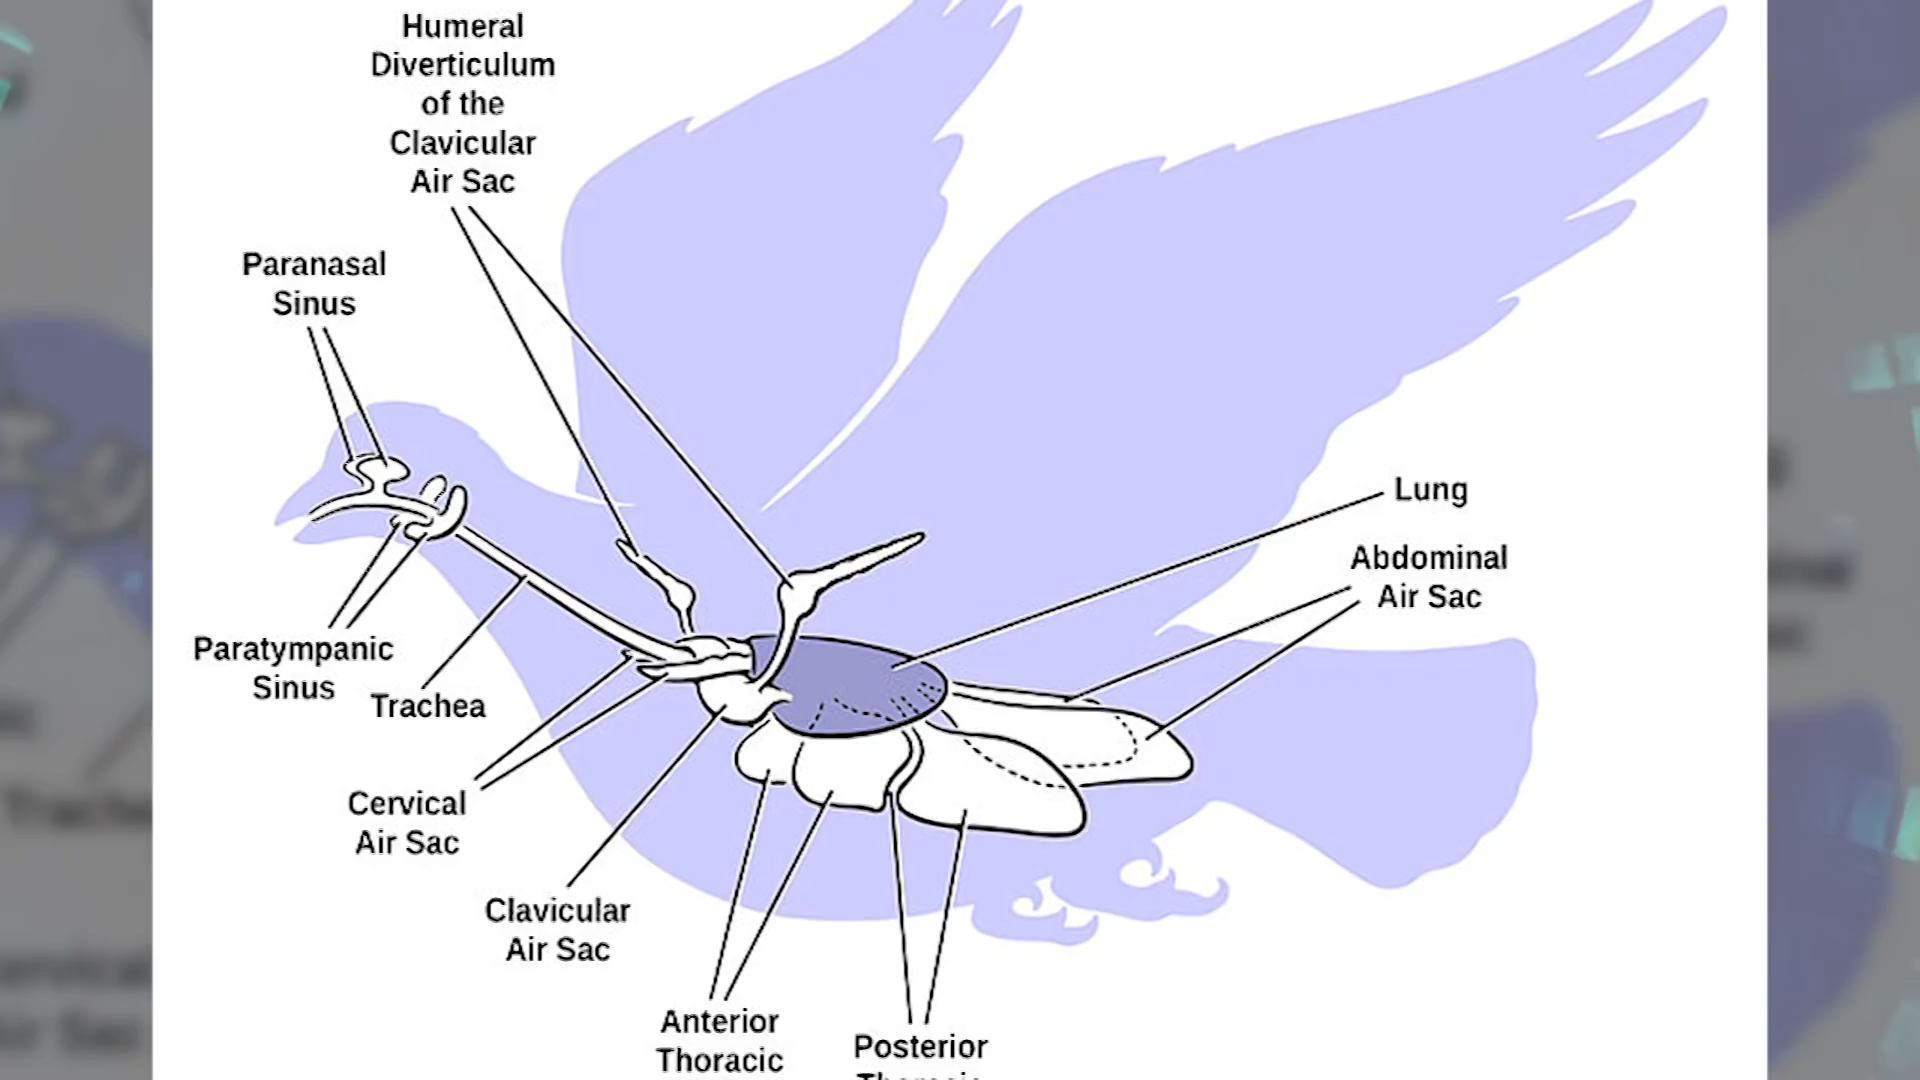 Humeral
Diverticulum
of the
Clavicular
Air Sac
Paranasal
Sinus
Lung
Abdominal
Air Sac
Paratympanic
Sinus
Trachea
Cervical
Air Sac
Clavicular
Air Sac
Anterior
Thoracic
Posterior
Thoracic